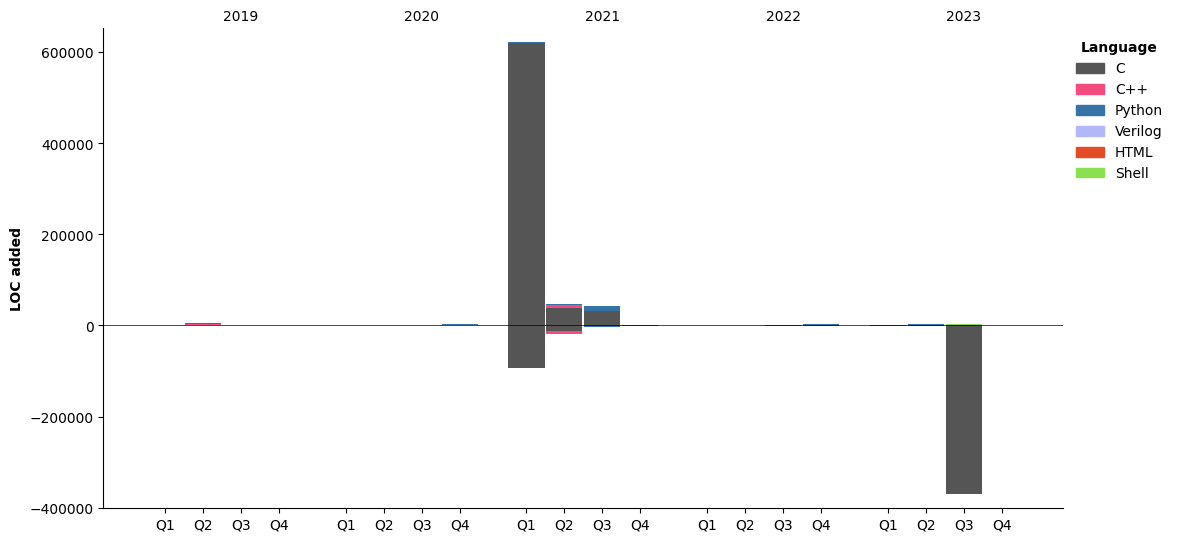 2019 2020 2021 2022 2023
Language
C
C++
Python
Verilog
HTML
Shell
LOC added
600000
400000
200000
0
−200000
−400000
Q1 Q2 Q3 Q4 Q1 Q2 Q3 Q4 Q1 Q2 Q3 Q4 Q1 Q2 Q3 Q4 Q1 Q2 Q3 Q4